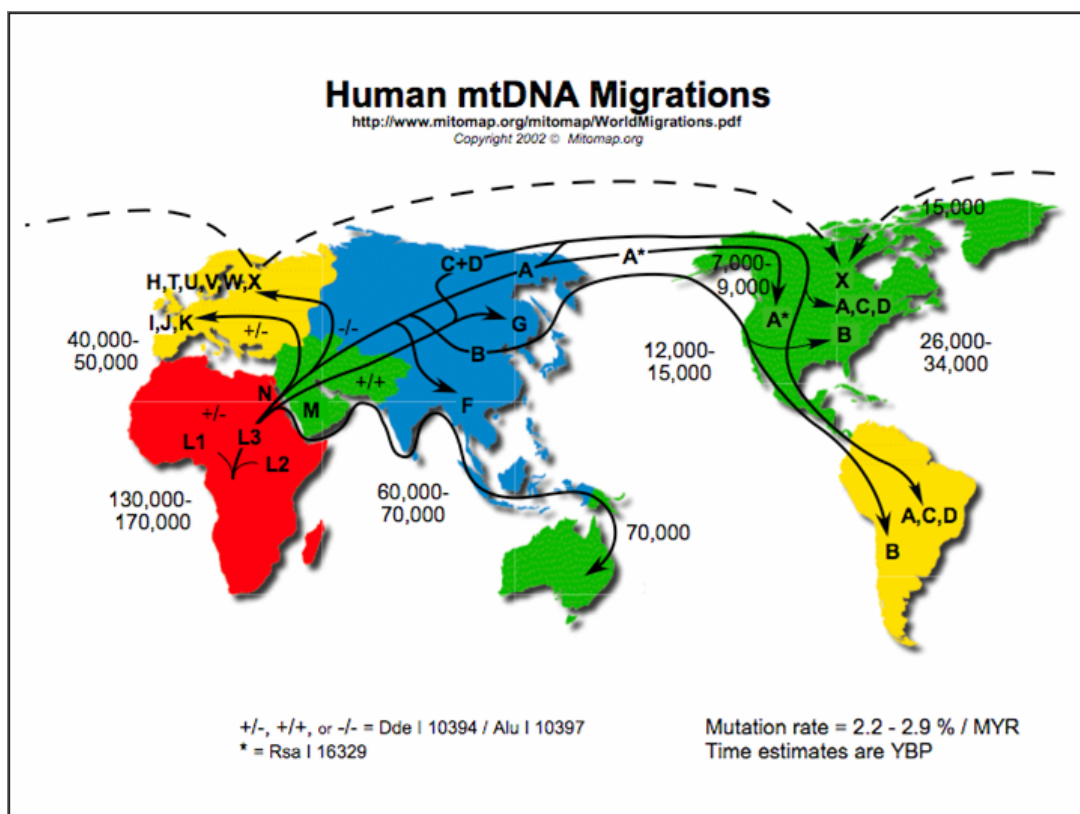 Human mtDNA Migrations
http://www.mitomap.org/mitomap/WorldMigrations.pdf
Copyright 2002 © Mitomap.org
15,000
C+D
A
A*
7,000-
9,000
X
H,T,U,V,W,X
A*
A,C,D
I,J,K
+/-
-/-
G
B
B
40,000-
50,000
12,000-
15,000
26,000-
34,000
N
+/+
F
+/-
M
L1
L3
L2
130,000-
170,000
60,000-
70,000
70,000
A,C,D
B
+/-, +/+, or -/- = Dde I 10394 / Alu I 10397
* = Rsa I 16329
Mutation rate = 2.2 - 2.9 % / MYR
Time estimates are YBP